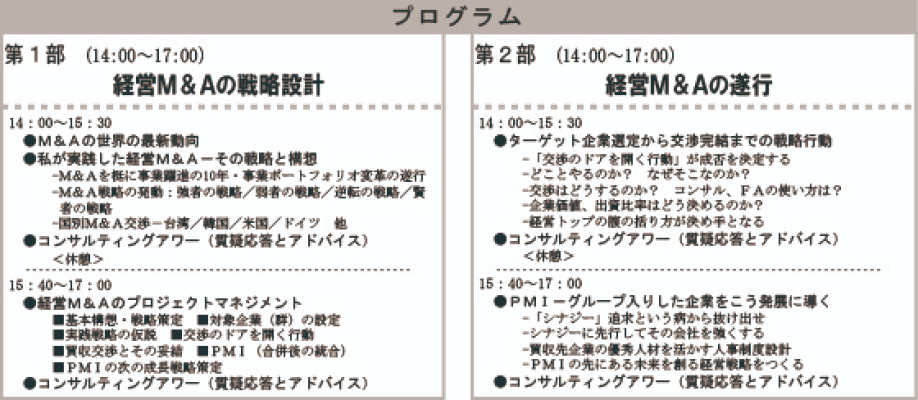 プログラム
第１部 （14:00～17:00）
経営Ｍ＆Ａの戦略設計
14：00～15：30
●Ｍ＆Ａの世界の最新動向
●私が実践した経営Ｍ＆Ａ－その戦略と構想
-Ｍ＆Ａを梃に事業躍進の10年・事業ポートフォリオ変革の遂行
-Ｍ＆Ａ戦略の発動：強者の戦略／弱者の戦略／逆転の戦略／賢
者の戦略
-国別Ｍ＆Ａ交渉－台湾／韓国／米国／ドイツ　他
●コンサルティングアワー（質疑応答とアドバイス）
＜休憩＞
15：40～17：00
●経営Ｍ＆Ａのプロジェクトマネジメント
■基本構想・戦略策定　■対象企業（群）の設定
■実践戦略の仮説　■交渉のドアを開く行動
■買収交渉とその妥結　■ＰＭＩ（合併後の統合）
■ＰＭＩの次の成長戦略策定
●コンサルティングアワー（質疑応答とアドバイス）
第２部 （14:00～17:00）
経営Ｍ＆Ａの遂行
14：00～15：30
●ターゲット企業選定から交渉完結までの戦略行動
-「交渉のドアを開く行動」が成否を決定する
-どことやるのか？　なぜそこなのか？
-交渉はどうするのか？　コンサル、ＦＡの使い方は？
-企業価値、出資比率はどう決めるのか？
-経営トップの腹の括り方が決め手となる
●コンサルティングアワー（質疑応答とアドバイス）
＜休憩＞
15：40～17：00
●ＰＭＩ－グループ入りした企業をこう発展に導く
-「シナジー」追求という病から抜け出せ
-シナジーに先行してその会社を強くする
-買収先企業の優秀人材を活かす人事制度設計
-ＰＭＩの先にある未来を創る経営戦略をつくる
●コンサルティングアワー（質疑応答とアドバイス）